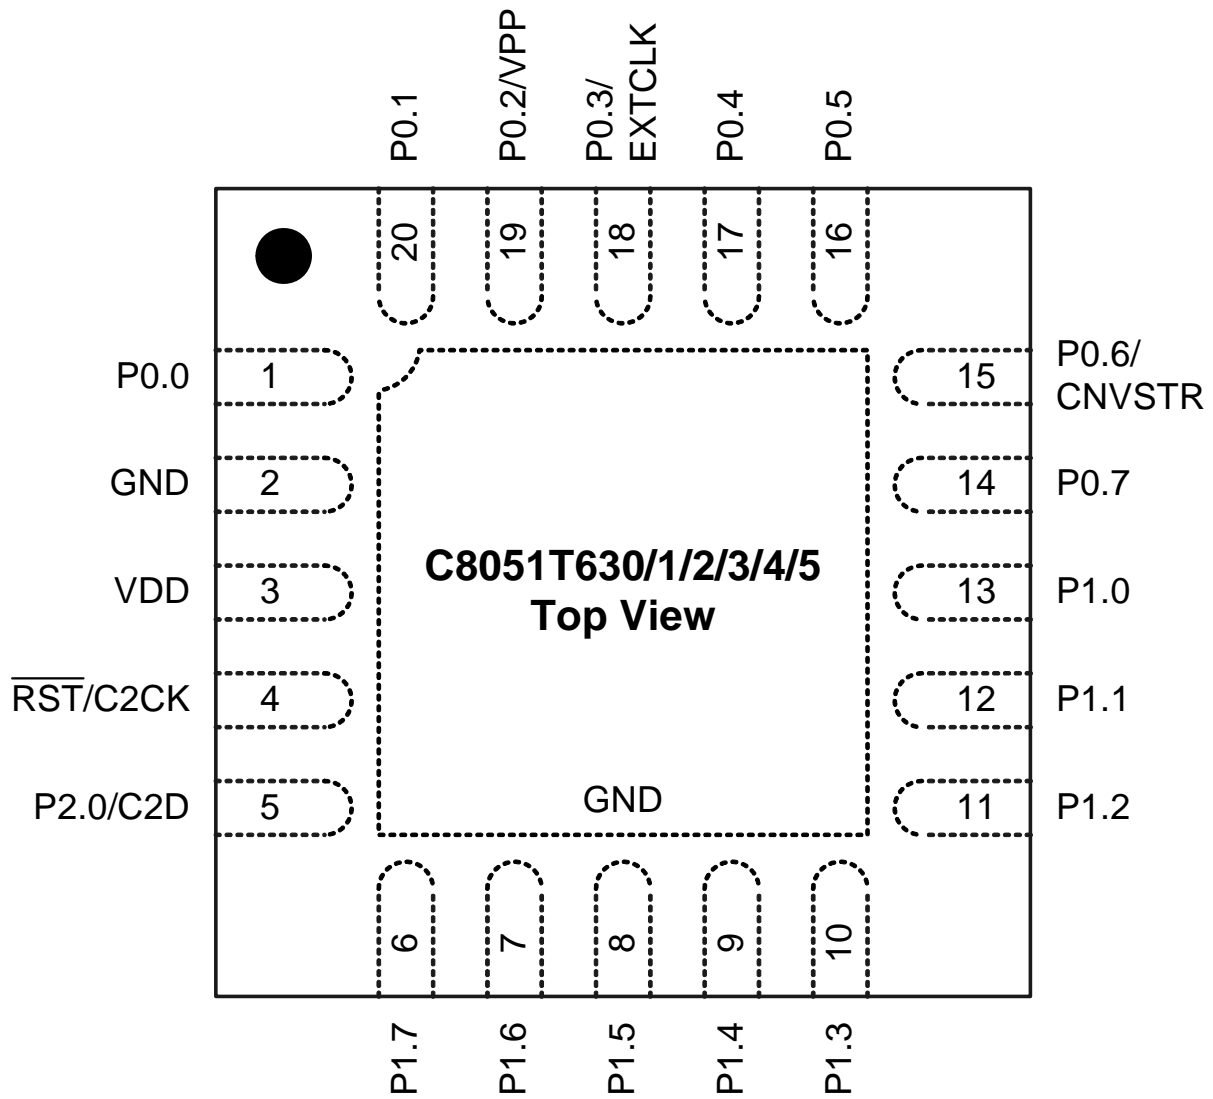 P0.1
P0.2/VPP
P0.3/
EXTCLK
P0.4
P0.5
20
19
18
17
16
P0.0
1
15
P0.6/
CNVSTR
GND
2
14
P0.7
VDD
3
13
P1.0
C8051T630/1/2/3/4/5
Top View
RST/C2CK
4
12
P1.1
P2.0/C2D
5
11
P1.2
GND
6
7
8
9
10
P1.7
P1.6
P1.5
P1.4
P1.3